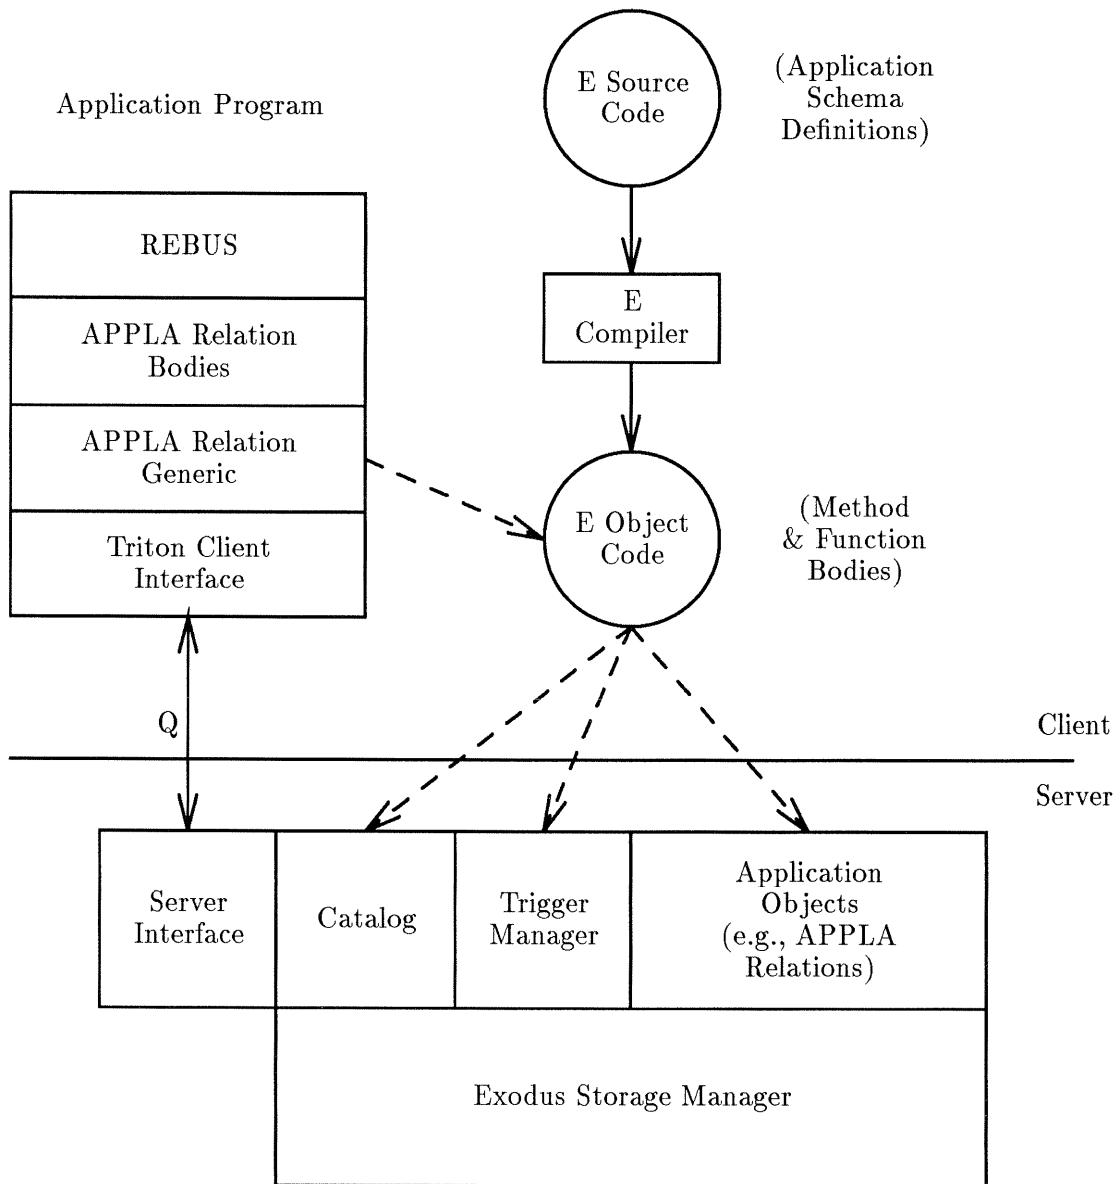 Application Program
E Source
Code
(Application
Schema
Definitions)
REBUS
APPLA Relation
Bodies
APPLA Relation
Generic
Triton Client
Interface
E
Compiler
E Object
Code
(Method
& Function
Bodies)
Q
Client
Server
Server
Interface
Catalog
Trigger
Manager
Application
Objects
(e.g., APPLA
Relations)
Exodus Storage Manager